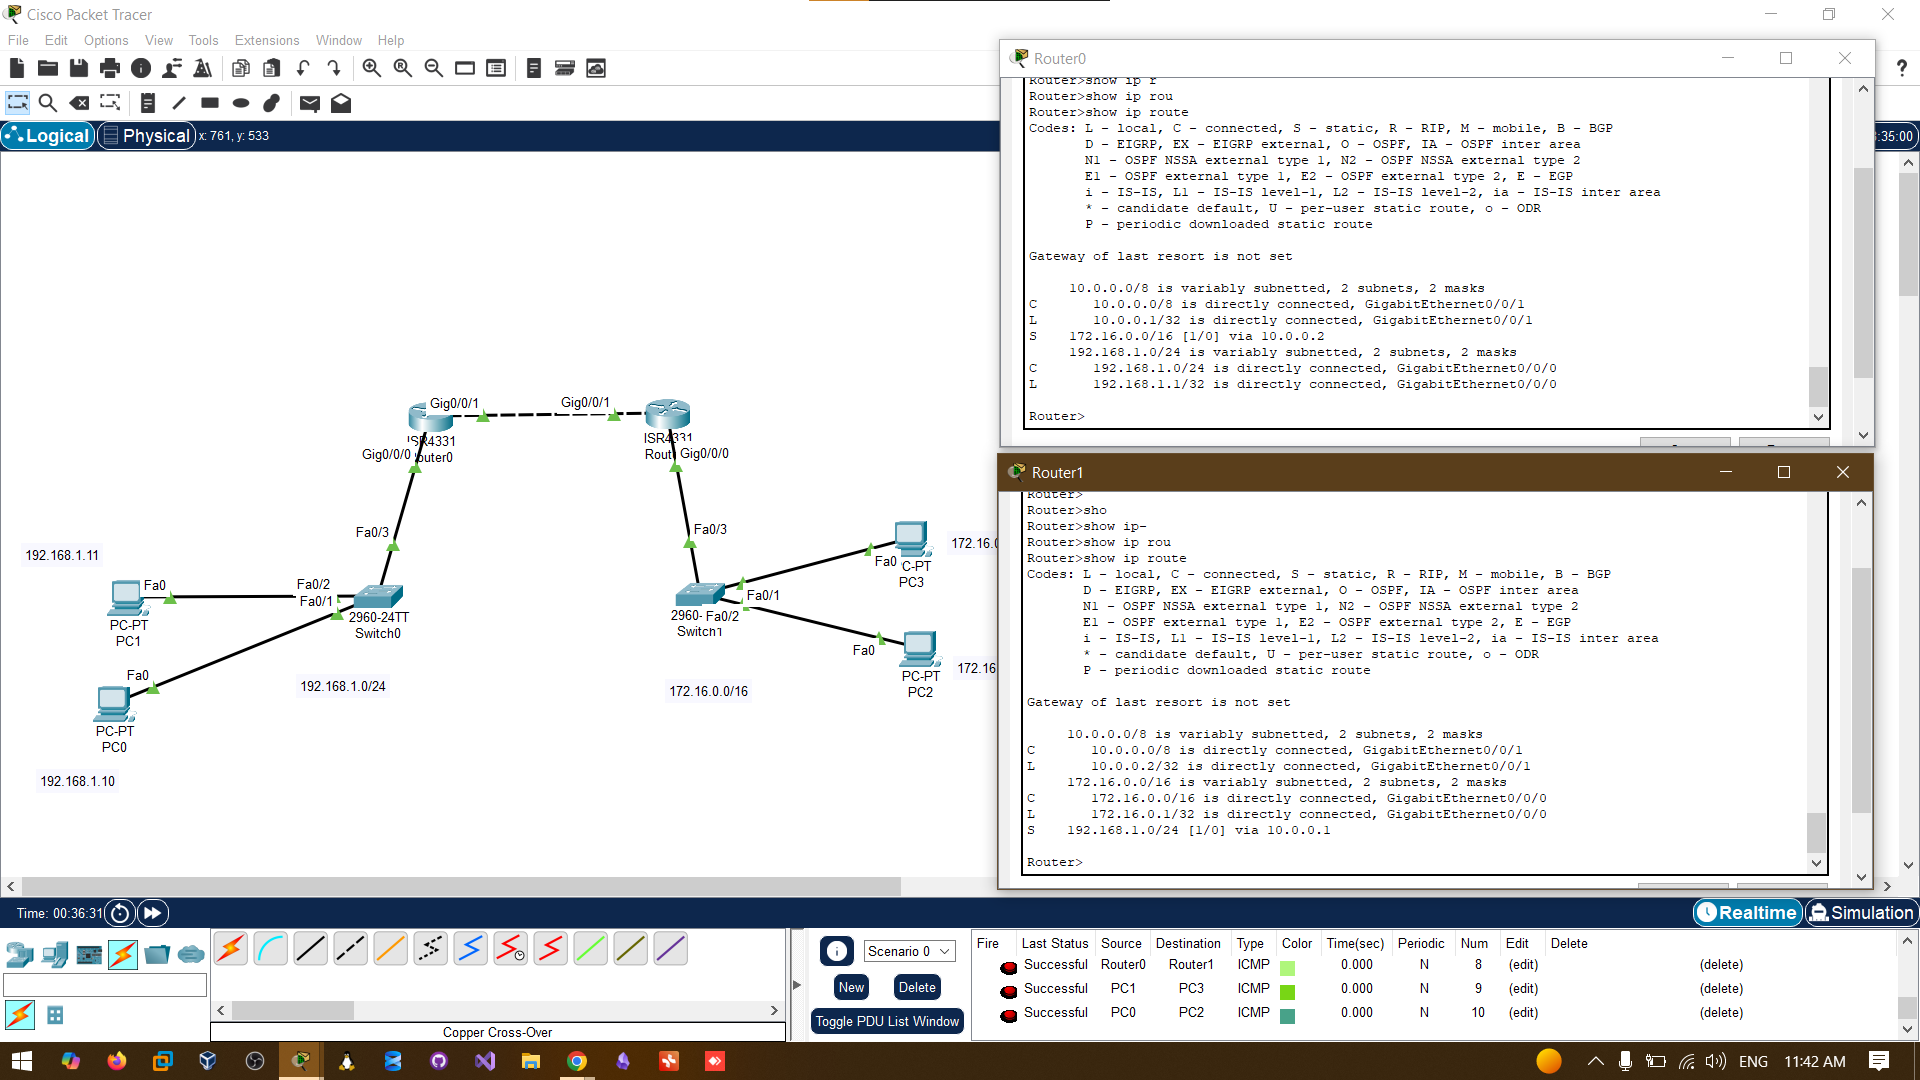 Cisco Packet Tracer
File Edit Options View Tools Extensions Window Help
Logical Physical x: 761, y: 533
:35:00
Router0
Router>show ip r
Router>show ip rou
Router>show ip route
Codes: L - local, C - connected, S - static, R - RIP, M - mobile, B - BGP
D - EIGRP, EX - EIGRP external, O - OSPF, IA - OSPF inter area
N1 - OSPF NSSA external type 1, N2 - OSPF NSSA external type 2
E1 - OSPF external type 1, E2 - OSPF external type 2, E - EGP
i - IS-IS, L1 - IS-IS level-1, L2 - IS-IS level-2, ia - IS-IS inter area
* - candidate default, U - per-user static route, o - ODR
P - periodic downloaded static route
Gateway of last resort is not set
10.0.0.0/8 is variably subnetted, 2 subnets, 2 masks
C 10.0.0.0/8 is directly connected, GigabitEthernet0/0/1
L 10.0.0.1/32 is directly connected, GigabitEthernet0/0/1
S 172.16.0.0/16 [1/0] via 10.0.0.2
192.168.1.0/24 is variably subnetted, 2 subnets, 2 masks
C 192.168.1.0/24 is directly connected, GigabitEthernet0/0/0
L 192.168.1.1/32 is directly connected, GigabitEthernet0/0/0
Router>
Router1
Router>
Router>sho
Router>show ip-
Router>show ip rou
Router>show ip route
Codes: L - local, C - connected, S - static, R - RIP, M - mobile, B - BGP
D - EIGRP, EX - EIGRP external, O - OSPF, IA - OSPF inter area
N1 - OSPF NSSA external type 1, N2 - OSPF NSSA external type 2
E1 - OSPF external type 1, E2 - OSPF external type 2, E - EGP
i - IS-IS, L1 - IS-IS level-1, L2 - IS-IS level-2, ia - IS-IS inter area
* - candidate default, U - per-user static route, o - ODR
P - periodic downloaded static route
Gateway of last resort is not set
10.0.0.0/8 is variably subnetted, 2 subnets, 2 masks
C 10.0.0.0/8 is directly connected, GigabitEthernet0/0/1
L 10.0.0.2/32 is directly connected, GigabitEthernet0/0/1
172.16.0.0/16 is variably subnetted, 2 subnets, 2 masks
C 172.16.0.0/16 is directly connected, GigabitEthernet0/0/0
L 172.16.0.1/32 is directly connected, GigabitEthernet0/0/0
S 192.168.1.0/24 [1/0] via 10.0.0.1
Router>
Gig0/0/1 Gig0/0/1
ISR4331
outer0
Gig0/0/0
ISR4331
Rout
Gig0/0/0
Fa0/3
Fa0/3
192.168.1.11
Fa0
PC-PT
PC1
Fa0/2
Fa0/1
2960-24TT
Switch0
Fa0
PC-PT
PC0
192.168.1.10
192.168.1.0/24
Fa0/1
2960- Fa0/2
Switch1
172.16.0.0/16
172.16.0
Fa0
C-PT
PC3
Fa0
PC-PT
PC2
172.16
Time: 00:36:31
Realtime Simulation
Copper Cross-Over
Scenario 0
New Delete
Toggle PDU List Window
Fire Last Status Source Destination Type Color Time(sec) Periodic Num Edit Delete
Successful Router0 Router1 ICMP 0.000 N 8 (edit) (delete)
Successful PC1 PC3 ICMP 0.000 N 9 (edit) (delete)
Successful PC0 PC2 ICMP 0.000 N 10 (edit) (delete)
ENG 11:42 AM